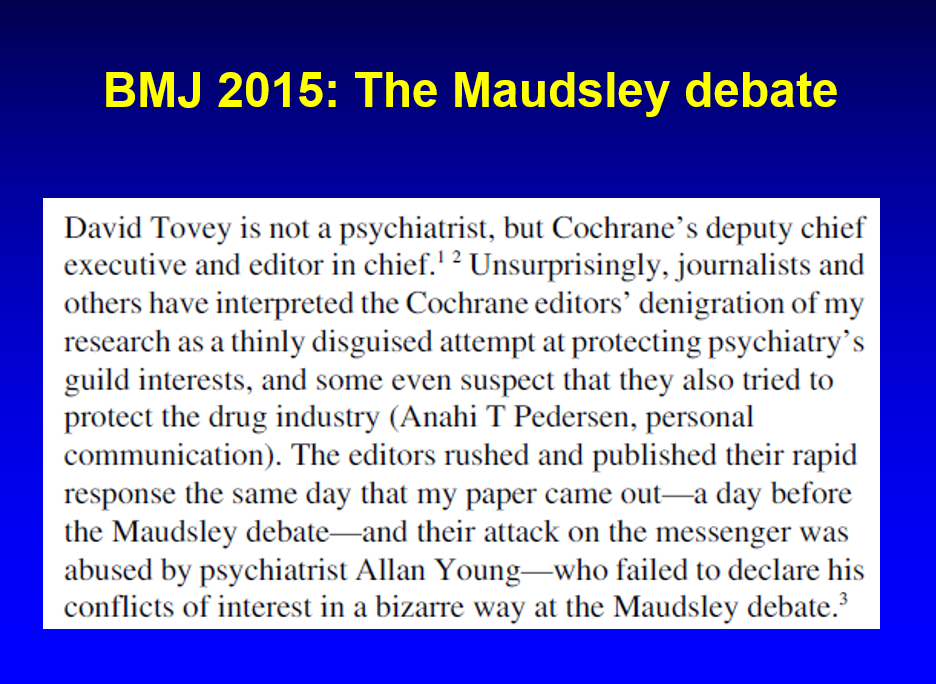 BMJ 2015: The Maudsley debate
David Tovey is not a psychiatrist, but Cochrane’s deputy chief
executive and editor in chief.¹ ² Unsurprisingly, journalists and
others have interpreted the Cochrane editors’ denigration of my
research as a thinly disguised attempt at protecting psychiatry’s
guild interests, and some even suspect that they also tried to
protect the drug industry (Anahi T Pedersen, personal
communication). The editors rushed and published their rapid
response the same day that my paper came out—a day before
the Maudsley debate—and their attack on the messenger was
abused by psychiatrist Allan Young—who failed to declare his
conflicts of interest in a bizarre way at the Maudsley debate.³